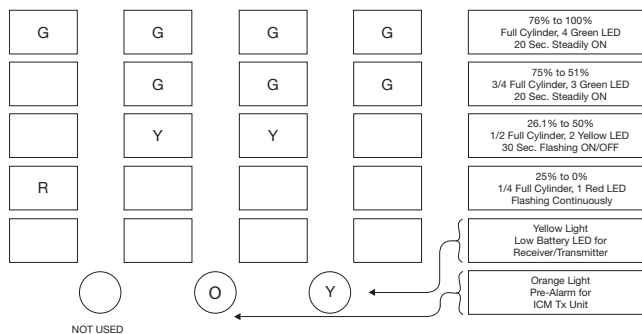 G G G G
76% to 100%
Full Cylinder, 4 Green LED
20 Sec. Steadily ON
G G G
75% to 51%
3/4 Full Cylinder, 3 Green LED
20 Sec. Steadily ON
Y Y
26.1% to 50%
1/2 Full Cylinder, 2 Yellow LED
30 Sec. Flashing ON/OFF
R
25% to 0%
1/4 Full Cylinder, 1 Red LED
Flashing Continuously
Yellow Light
Low Battery LED for
Receiver/Transmitter
O Y
Orange Light
Pre-Alarm for
ICM Tx Unit
NOT USED